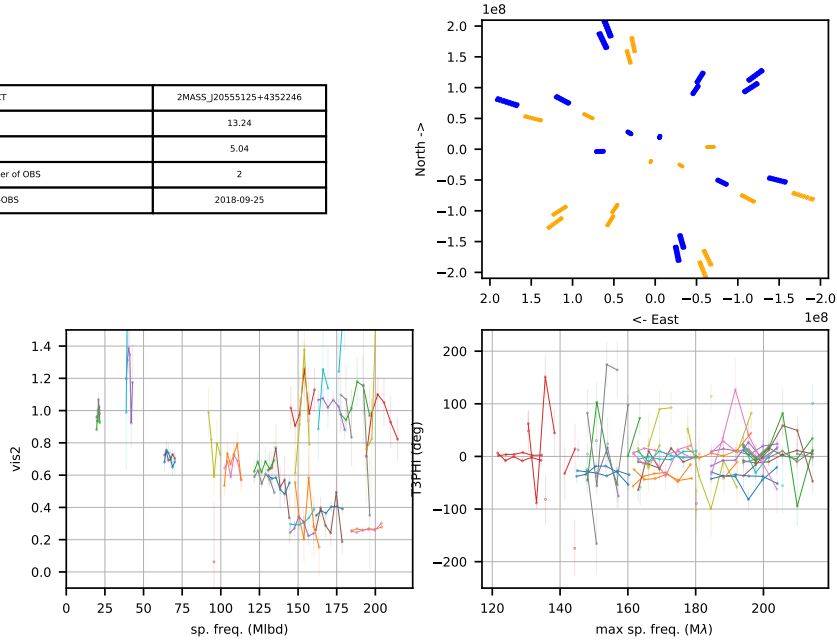 CT 2MASS_J20555125+4352246
13.24
5.04
er of OBS 2
-OBS 2018-09-25
1e8
2.0
1.5
1.0
0.5
0.0
−0.5
−1.0
−1.5
−2.0
North ->
2.0 1.5 1.0 0.5 0.0 −0.5 −1.0 −1.5 −2.0
<- East
1e8
1.4
1.2
1.0
0.8
0.6
0.4
0.2
0.0
vis2
0 25 50 75 100 125 150 175 200
sp. freq. (Mlbd)
200
100
0
−100
−200
T3PHI (deg)
120 140 160 180 200
max sp. freq. (Mλ)